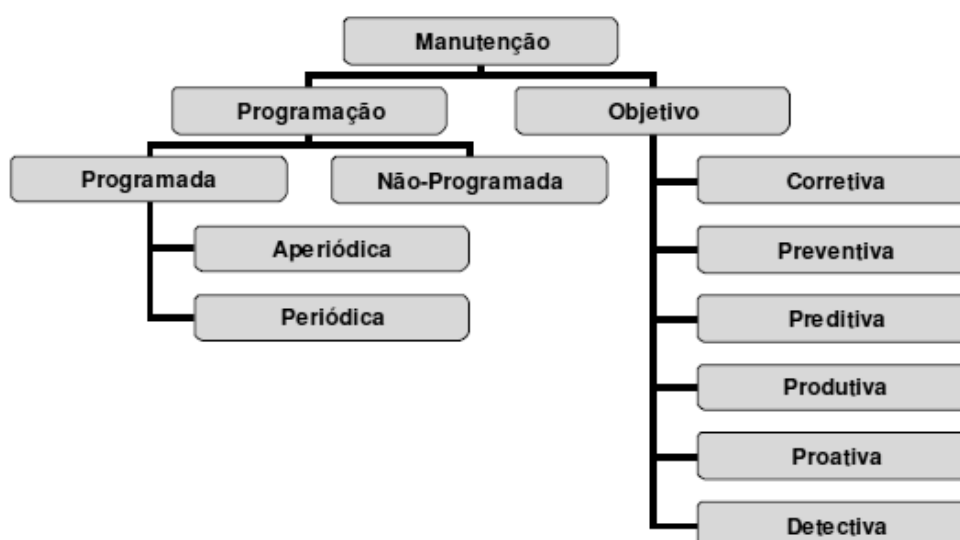 Manutenção
Programação
Objetivo
Programada
Não-Programada
Aperiódica
Periódica
Corretiva
Preventiva
Preditiva
Produtiva
Proativa
Detectiva